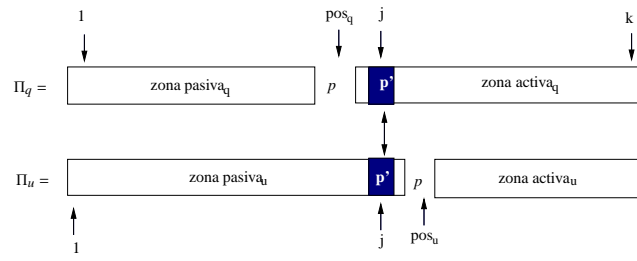 1 pos_q j k
Π_q = zona pasiva_q p p' zona activa_q
Π_u = zona pasiva_u p' p zona activa_u
1 j pos_u